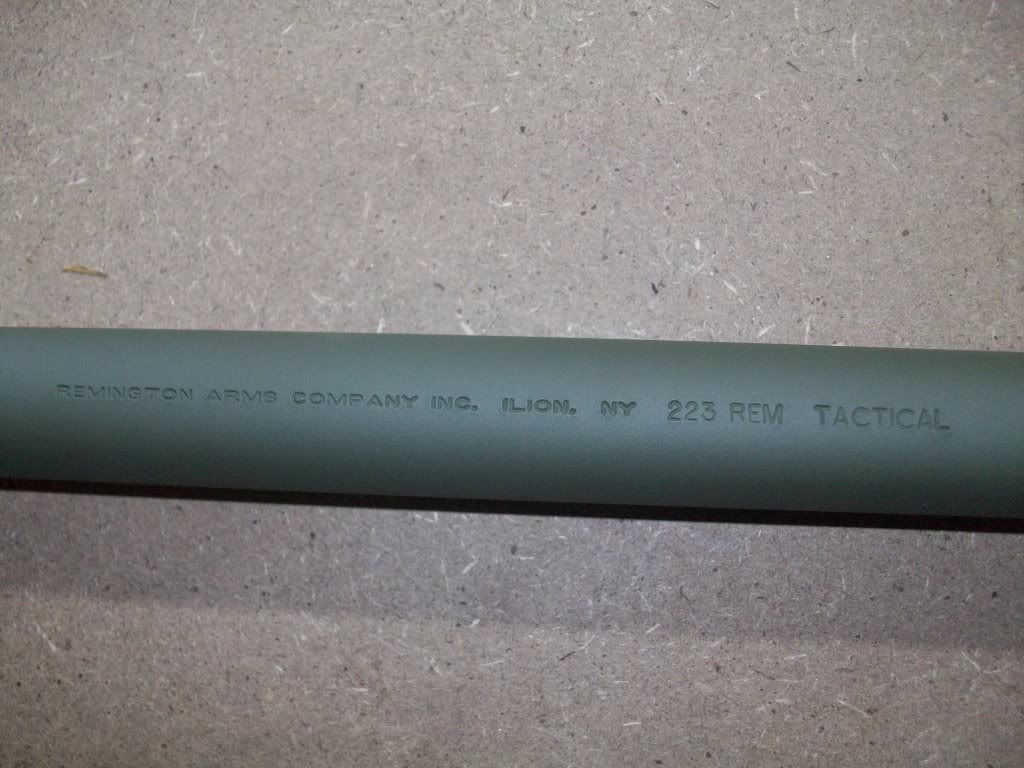 REMINGTON ARMS COMPANY INC. ILION, NY 223 REM TACTICAL